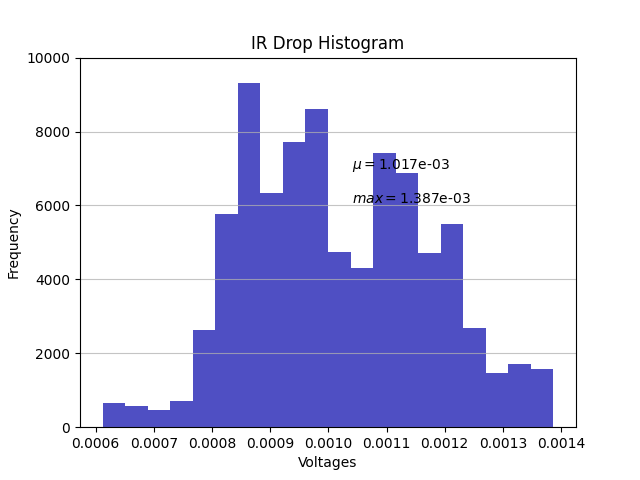 IR Drop Histogram
10000
8000
6000
4000
2000
0
Frequency
μ = 1.017e-03
max = 1.387e-03
0.0006 0.0007 0.0008 0.0009 0.0010 0.0011 0.0012 0.0013 0.0014
Voltages